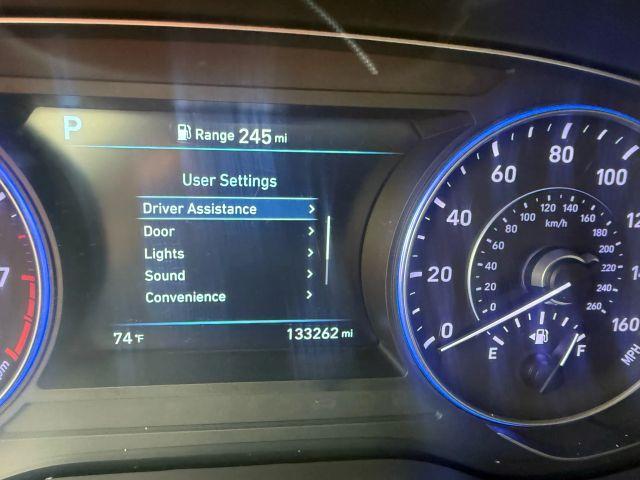 P
Range 245 mi
User Settings
Driver Assistance >
Door >
Lights >
Sound >
Convenience >
74°F
133262 mi
7
0
20
40
60
80
100
160
MPH
0
20
40
60
80
100
120
140
160
180
200
220
240
260
km/h
E
F